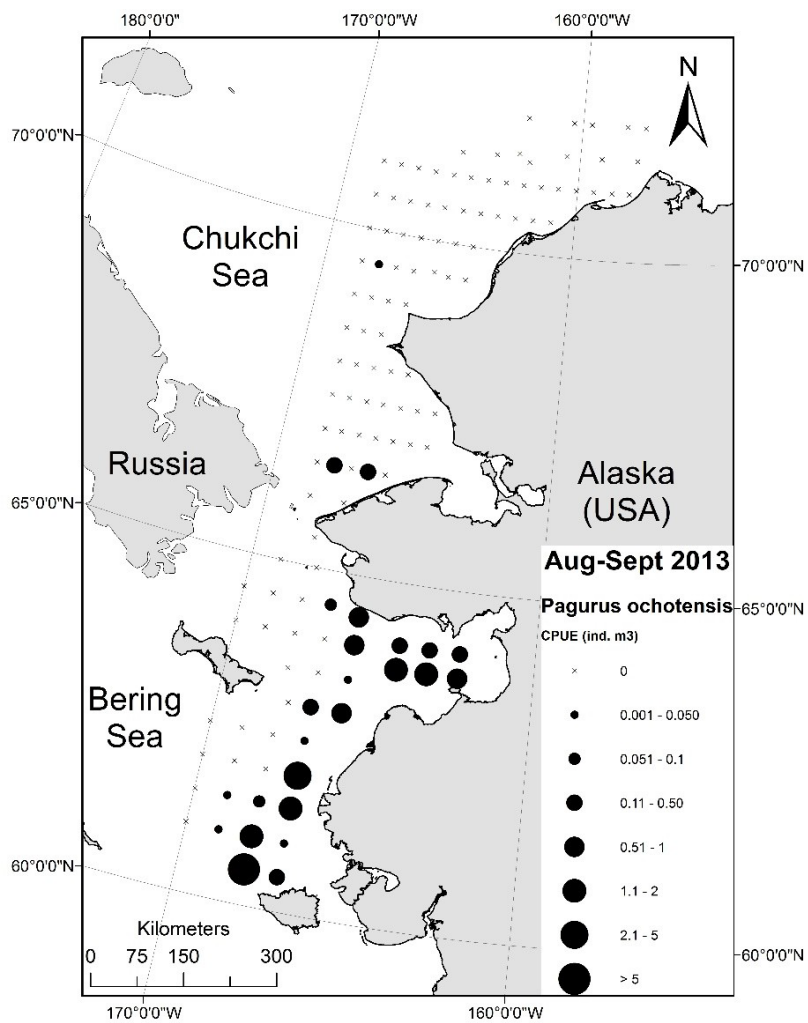 180°0'0"
170°0'0"W
160°0'0"W
N
70°0'0"N
Chukchi
Sea
70°0'0"N
Russia
Alaska
(USA)
65°0'0"N
Aug-Sept 2013
Pagurus ochotensis
65°0'0"N
CPUE (ind. m3)
0
0.001 - 0.050
Bering
Sea
0.051 - 0.1
0.11 - 0.50
0.51 - 1
60°0'0"N
1.1 - 2
Kilometers
2.1 - 5
60°0'0"N
0 75 150 300
> 5
170°0'0"W
160°0'0"W